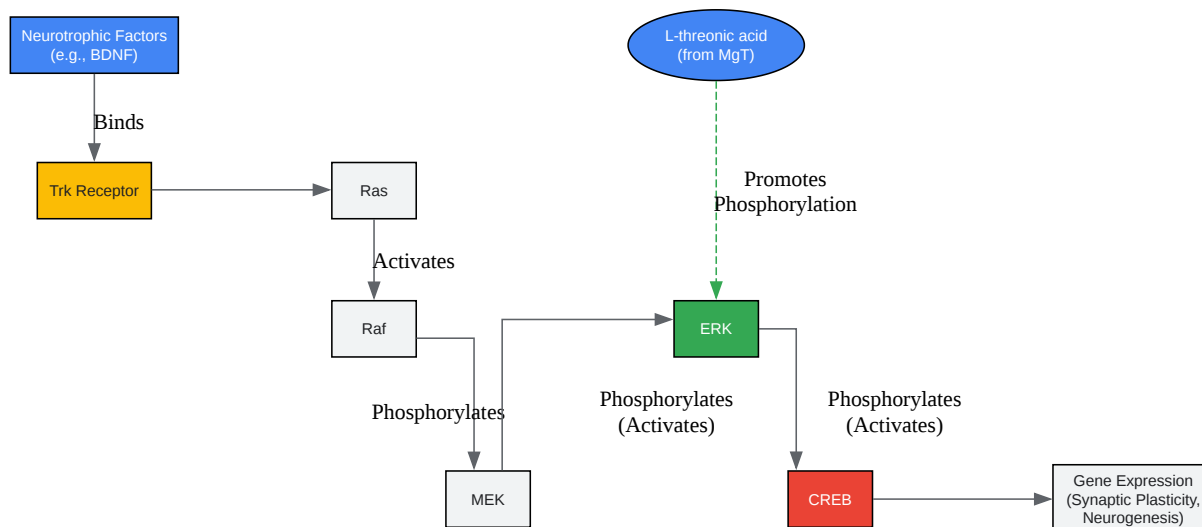 Neurotrophic Factors
(e.g., BDNF)
L-threonic acid
(from MgT)
Binds
Trk Receptor
Ras
Promotes
Phosphorylation
Activates
Raf
ERK
Phosphorylates
Phosphorylates
(Activates)
Phosphorylates
(Activates)
MEK
CREB
Gene Expression
(Synaptic Plasticity,
Neurogenesis)